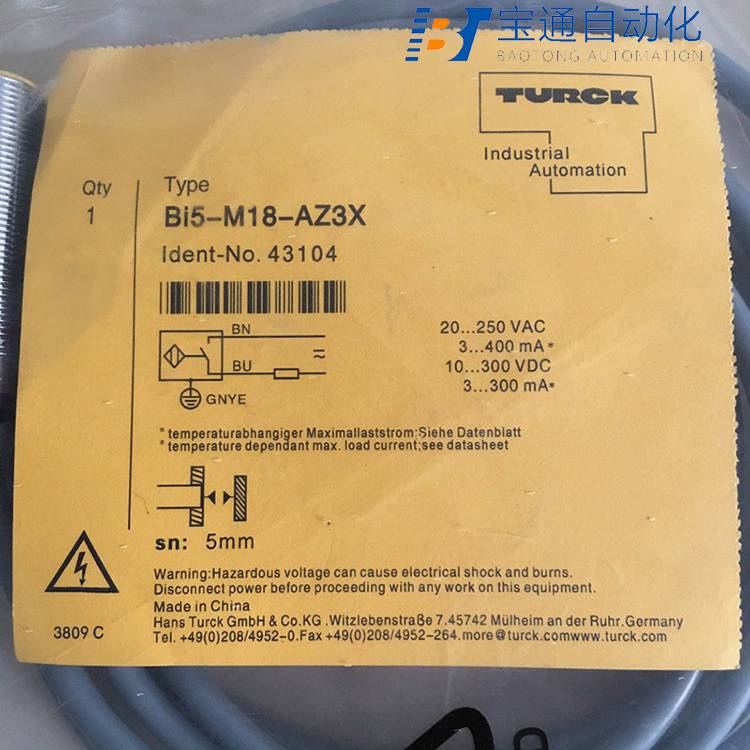 宝通自动化
BAOTONG AUTOMATION
TURCK
Industrial
Automation
Qty
1
Type
Bi5-M18-AZ3X
Ident-No. 43104
BN
BU
GNYE
20...250 VAC
3...400 mA*
10...300 VDC
3...300 mA*
* temperaturabhangiger Maximallaststrom:Siehe Datenblatt
* temperature dependant max. load current;see datasheet
sn: 5mm
Warning:Hazardous voltage can cause electrical shock and burns.
Disconnect power before proceeding with any work on this equipment.
Made in China
Hans Turck GmbH & Co.KG .Witzlebenstraße 7.45742 Mülheim an der Ruhr.Germany
Tel. +49(0)208/4952-0.Fax +49(0)208/4952-264.more@turck.comwww.turck.com
3809 C